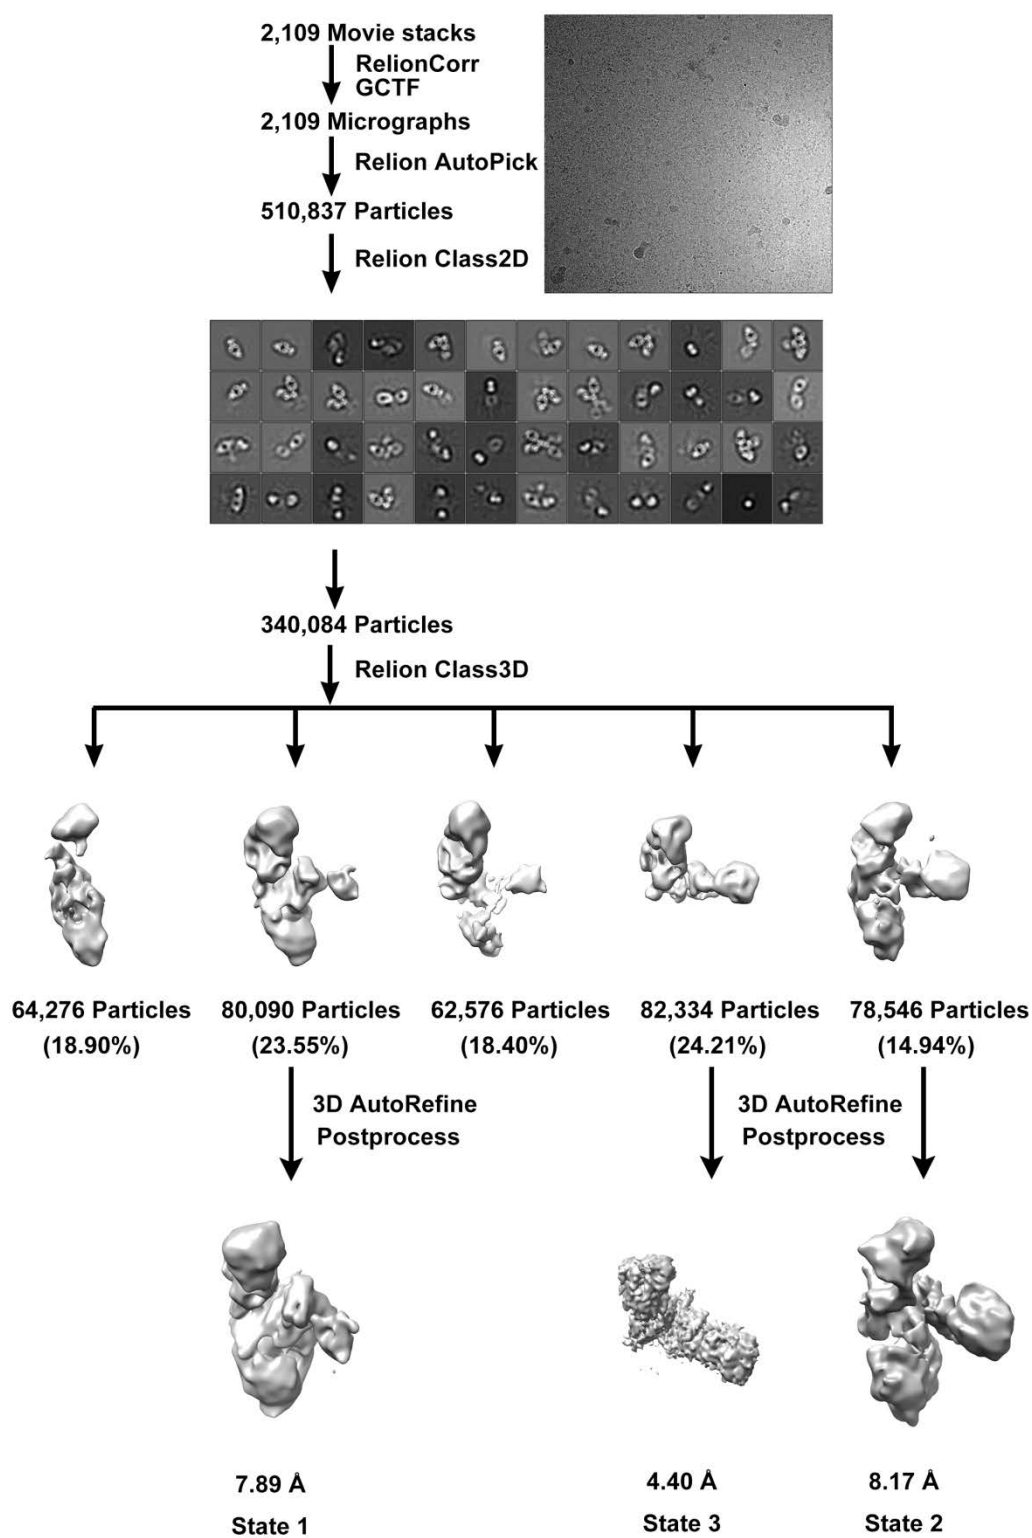 2,109 Movie stacks
RelionCorr
GCTF
2,109 Micrographs
Relion AutoPick
510,837 Particles
Relion Class2D
340,084 Particles
Relion Class3D
64,276 Particles
(18.90%)
80,090 Particles
(23.55%)
62,576 Particles
(18.40%)
82,334 Particles
(24.21%)
78,546 Particles
(14.94%)
3D AutoRefine
Postprocess
3D AutoRefine
Postprocess
7.89 Å
State 1
4.40 Å
State 3
8.17 Å
State 2